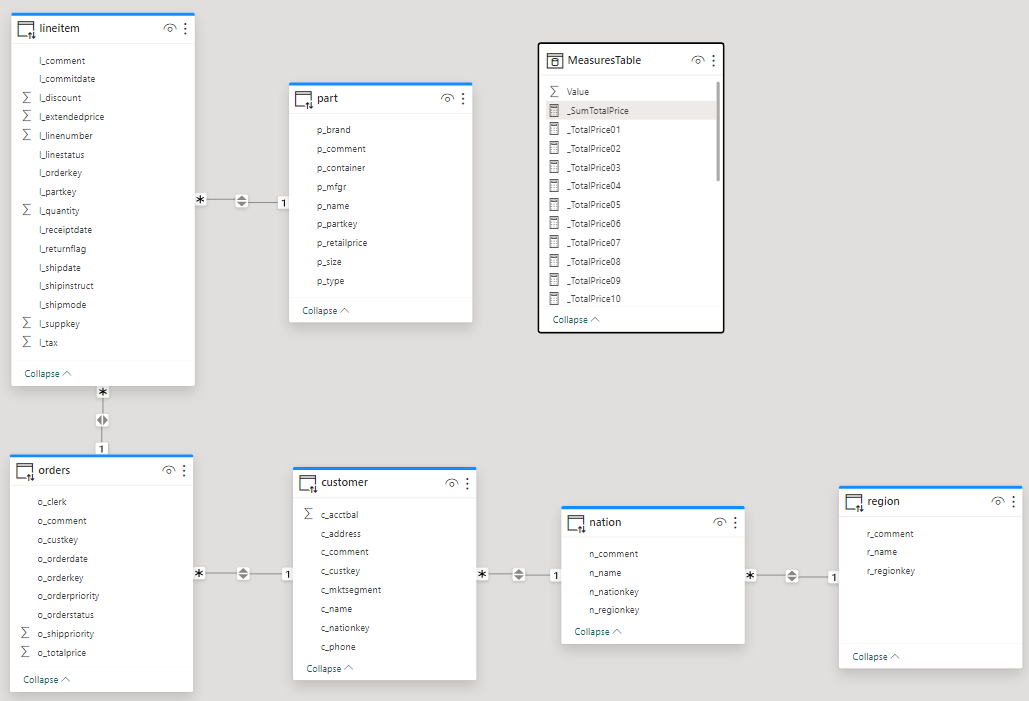 lineitem
l_comment
l_commitdate
l_discount
l_extendedprice
l_linenumber
l_linestatus
l_orderkey
l_partkey
l_quantity
l_receiptdate
l_returnflag
l_shipdate
l_shipinstruct
l_shipmode
l_suppkey
l_tax
Collapse
* 1
part
p_brand
p_comment
p_container
p_mfgr
p_name
p_partkey
p_retailprice
p_size
p_type
Collapse
MeasuresTable
Value
_SumTotalPrice
_TotalPrice01
_TotalPrice02
_TotalPrice03
_TotalPrice04
_TotalPrice05
_TotalPrice06
_TotalPrice07
_TotalPrice08
_TotalPrice09
_TotalPrice10
Collapse
*
1
orders
o_clerk
o_comment
o_custkey
o_orderdate
o_orderkey
o_orderpriority
o_orderstatus
o_shippriority
o_totalprice
Collapse
* 1
customer
c_acctbal
c_address
c_comment
c_custkey
c_mktsegment
c_name
c_nationkey
c_phone
Collapse
* 1
nation
n_comment
n_name
n_nationkey
n_regionkey
Collapse
* 1
region
r_comment
r_name
r_regionkey
Collapse